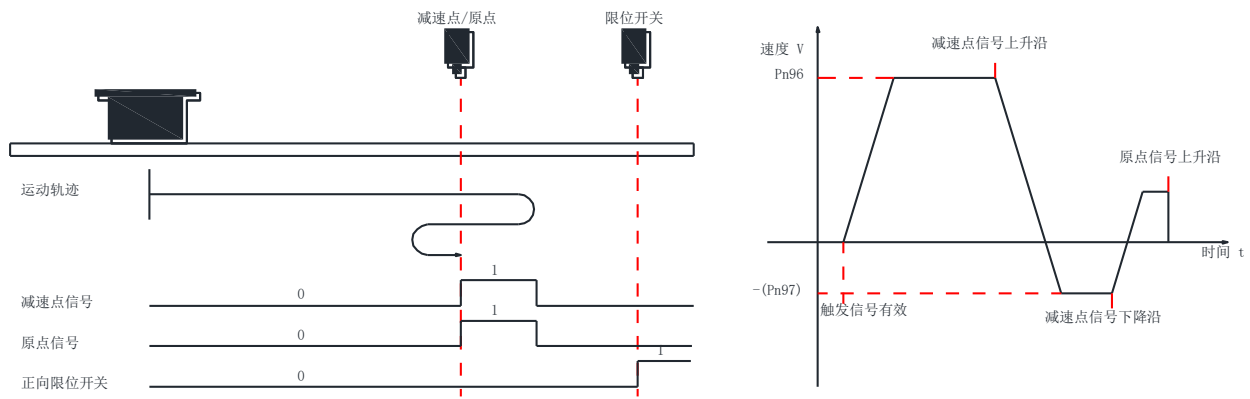 减速点/原点
限位开关
运动轨迹
减速点信号
0
1
原点信号
0
1
正向限位开关
0
1
速度 V
减速点信号上升沿
Pn96
原点信号上升沿
时间 t
-(Pn97)
触发信号有效
减速点信号下降沿